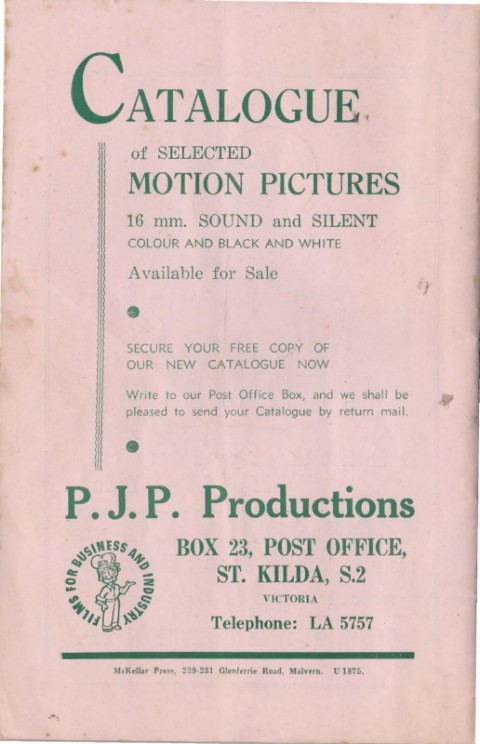 CATALOGUE
of SELECTED
MOTION PICTURES
16 mm. SOUND and SILENT
COLOUR AND BLACK AND WHITE
Available for Sale
SECURE YOUR FREE COPY OF
OUR NEW CATALOGUE NOW
Write to our Post Office Box, and we shall be
pleased to send your Catalogue by return mail.
P. J. P. Productions
FILMS FOR BUSINESS AND INDUSTRY
BOX 23, POST OFFICE,
ST. KILDA, S.2
VICTORIA
Telephone: LA 5757
McKellar Press, 229-231 Glenferrie Road, Malvern. U 1875.